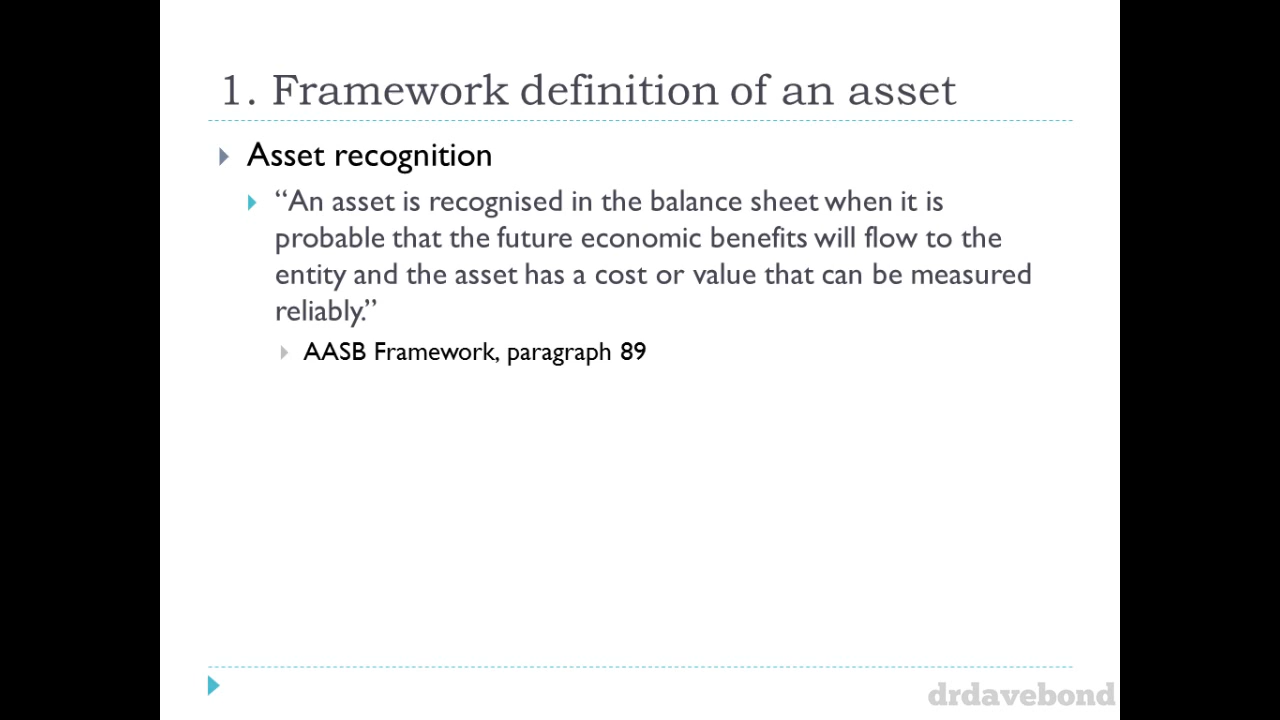 1. Framework definition of an asset
Asset recognition
“An asset is recognised in the balance sheet when it is
probable that the future economic benefits will flow to the
entity and the asset has a cost or value that can be measured
reliably.”
AASB Framework, paragraph 89
drdavebond